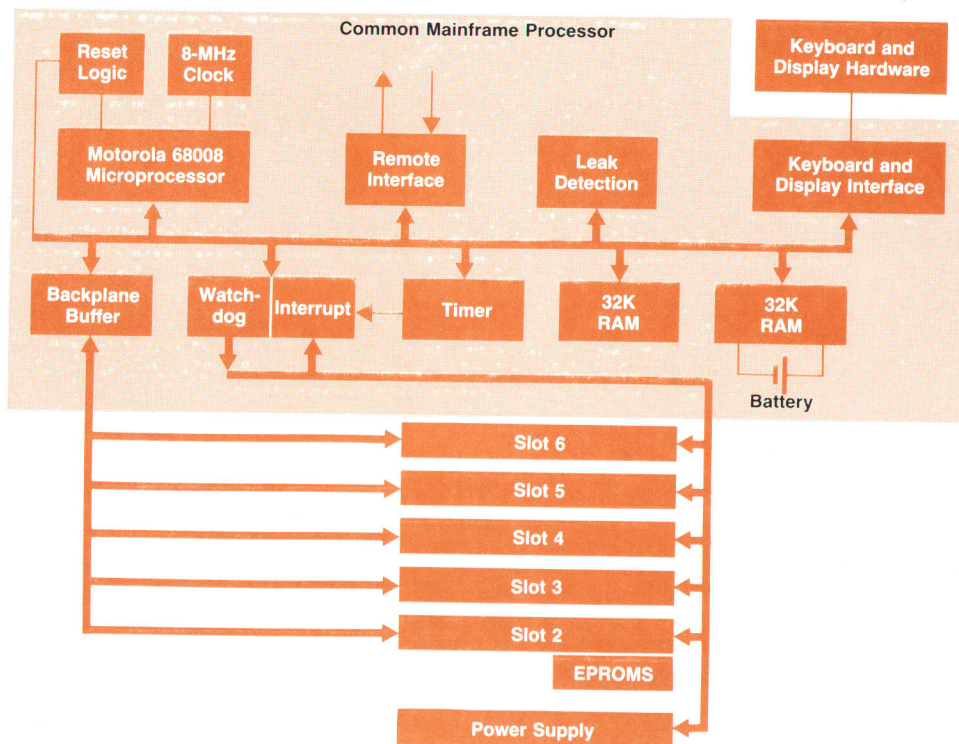 Common Mainframe Processor
Reset
Logic
8-MHz
Clock
Keyboard and
Display Hardware
Motorola 68008
Microprocessor
Remote
Interface
Leak
Detection
Keyboard and
Display Interface
Backplane
Buffer
Watch-
dog
Interrupt
Timer
32K
RAM
32K
RAM
Battery
Slot 6
Slot 5
Slot 4
Slot 3
Slot 2
EPROMS
Power Supply